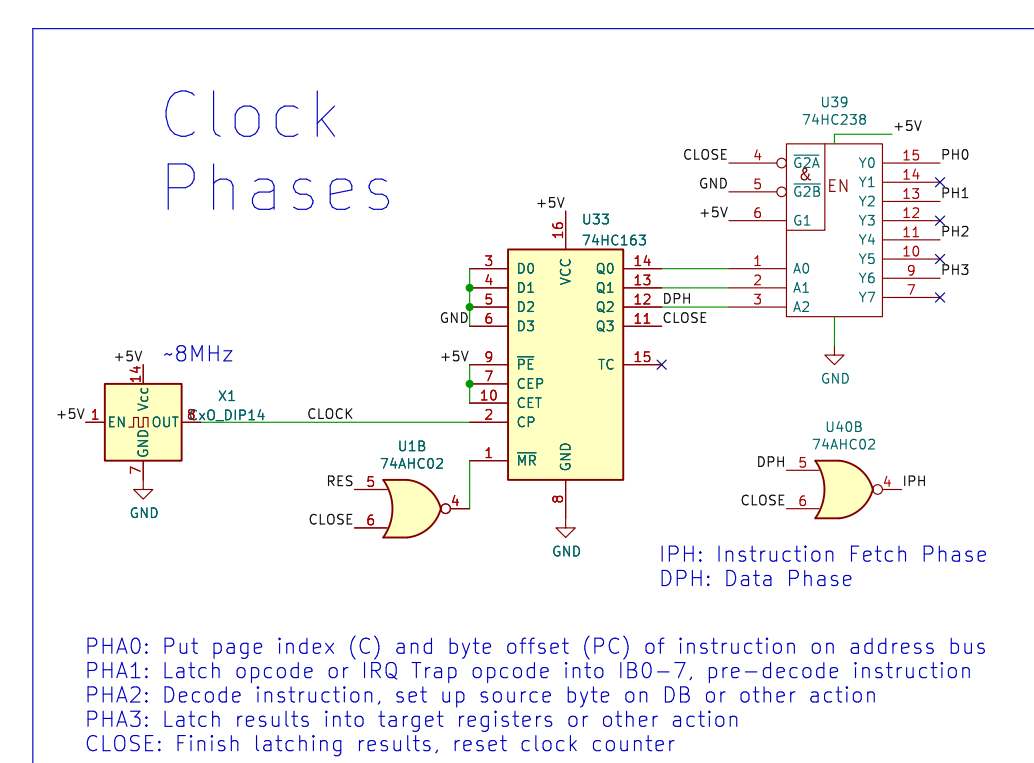 Clock
Phases
U39
74HC238
+5V
CLOSE 4 G2A Y0 15 PH0
& Y1 14
GND 5 G2B EN Y2 13 PH1
+5V 6 G1 Y3 12
Y4 11 PH2
Y5 10
1 A0 Y6 9 PH3
2 A1 Y7 7
3 A2
GND
+5V
U33
74HC163
16
VCC
3 D0 Q0 14
4 D1 Q1 13
5 D2 Q2 12 DPH
GND 6 D3 Q3 11 CLOSE
+5V 9 PE TC 15
7 CEP
10 CET
2 CP
1 MR
GND
8
GND
+5V
~8MHz
14
Vcc
X1
CxO_DIP14
+5V 1 EN OUT 8 CLOCK
GND
7
GND
U1B
74AHC02
RES 5
4
CLOSE 6
U40B
74AHC02
DPH 5
4 IPH
CLOSE 6
IPH: Instruction Fetch Phase
DPH: Data Phase
PHA0: Put page index (C) and byte offset (PC) of instruction on address bus
PHA1: Latch opcode or IRQ Trap opcode into IB0-7, pre-decode instruction
PHA2: Decode instruction, set up source byte on DB or other action
PHA3: Latch results into target registers or other action
CLOSE: Finish latching results, reset clock counter